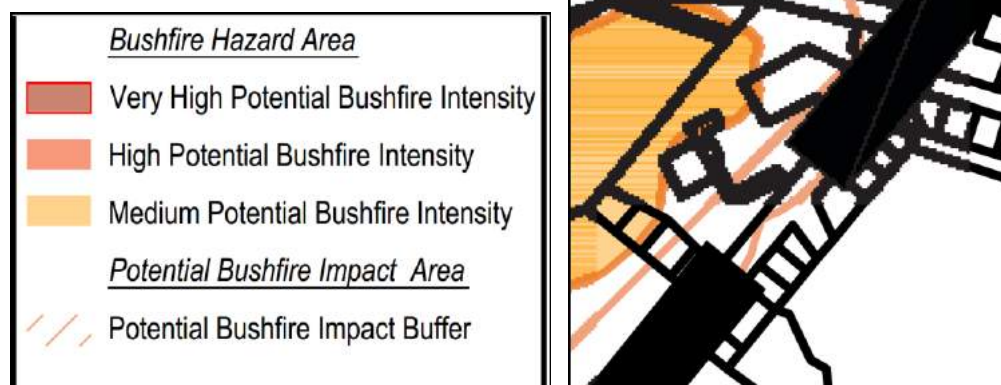 Bushfire Hazard Area
Very High Potential Bushfire Intensity
High Potential Bushfire Intensity
Medium Potential Bushfire Intensity
Potential Bushfire Impact Area
Potential Bushfire Impact Buffer